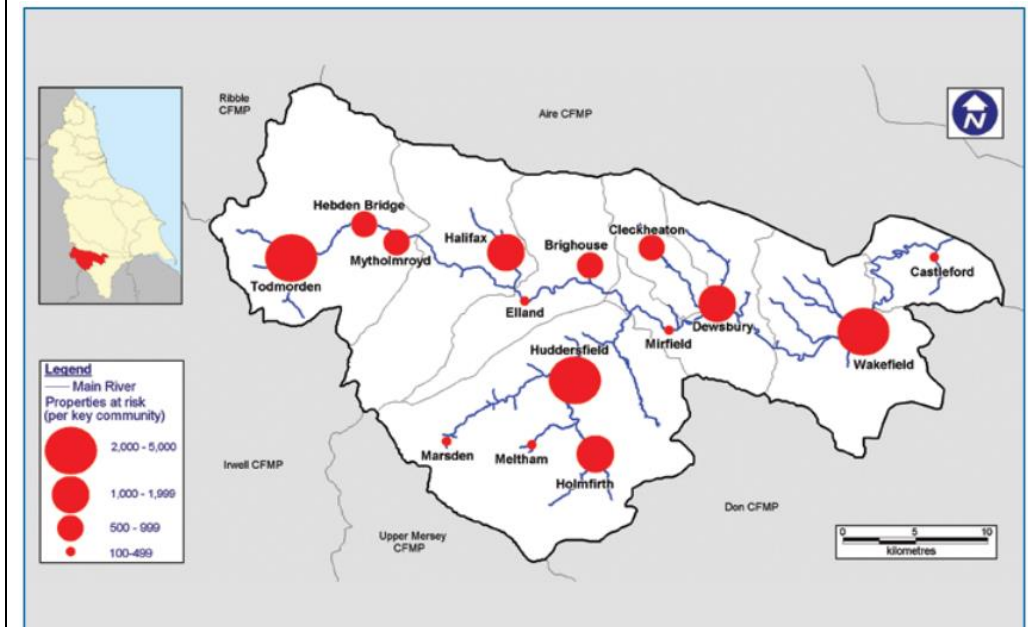 Ribble
CFMP
Aire CFMP
N
Hebden Bridge
Halifax
Cleckheaton
Brighouse
Mytholmroyd
Castleford
Todmorden
Elland
Dewsbury
Mirfield
Huddersfield
Wakefield
Legend
Main River
Properties at risk
(per key community)
2,000 - 5,000
1,000 - 1,999
500 - 999
100-499
Marsden
Meltham
Irwell CFMP
Holmfirth
Don CFMP
Upper Mersey
CFMP
0 5 10
kilometres